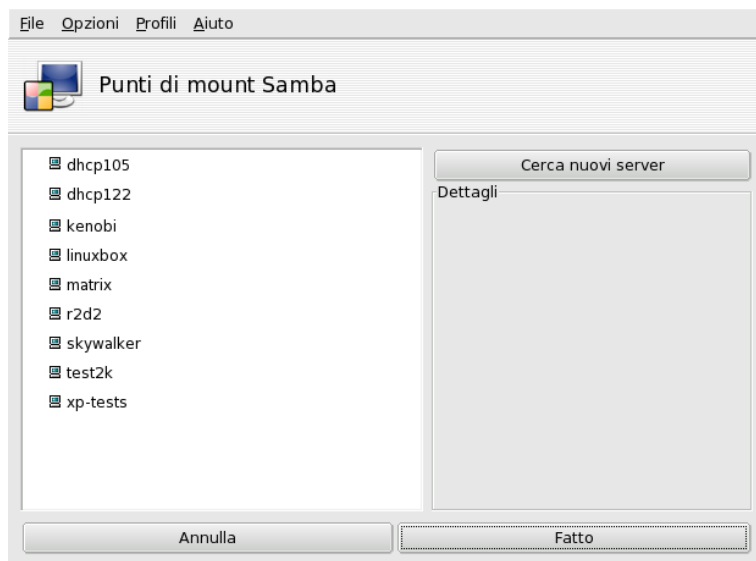 File Opzioni Profili Aiuto
Punti di mount Samba
dhcp105
dhcp122
kenobi
linuxbox
matrix
r2d2
skywalker
test2k
xp-tests
Cerca nuovi server
Dettagli
Annulla
Fatto